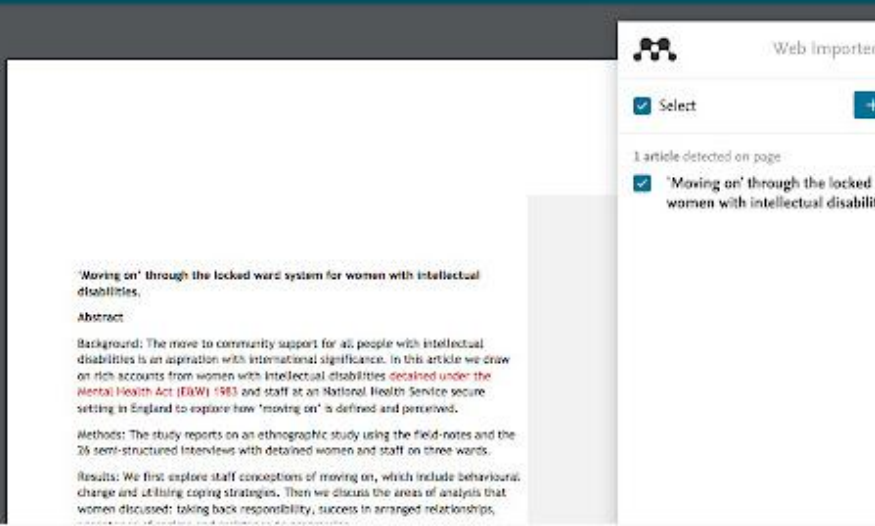 Web Importer
Select
1 article detected on page
'Moving on' through the locked
women with intellectual disabilit
'Moving on' through the locked ward system for women with intellectual
disabilities.
Abstract
Background: The move to community support for all people with intellectual
disabilities is an aspiration with international significance. In this article we draw
on rich accounts from women with intellectual disabilities detained under the
Mental Health Act (E&W) 1983 and staff at an National Health Service secure
setting in England to explore how 'moving on' is defined and perceived.
Methods: The study reports on an ethnographic study using the field-notes and the
26 semi-structured interviews with detained women and staff on three wards.
Results: We first explore staff conceptions of moving on, which include behavioural
change and utilising coping strategies. Then we discuss the areas of analysis that
women discussed: taking back responsibility, success in arranged relationships,